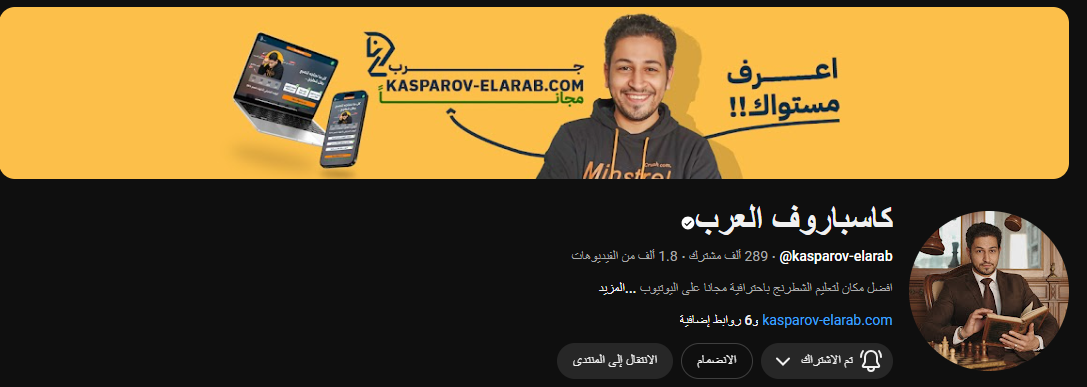 اعرف
مستواك!!
جرب
KASPAROV-ELARAB.COM
مجاناً
Crush com.
Minstrel
كاسباروف العرب
@kasparov-elarab · 289 ألف مشترك · 1.8 ألف من الفيديوهات
افضل مكان لتعليم الشطرنج باحترافية مجانا على اليوتيوب ...المزيد
kasparov-elarab.com و6 روابط إضافية
تم الاشتراك
الانضمام
الانتقال إلى المنتدى